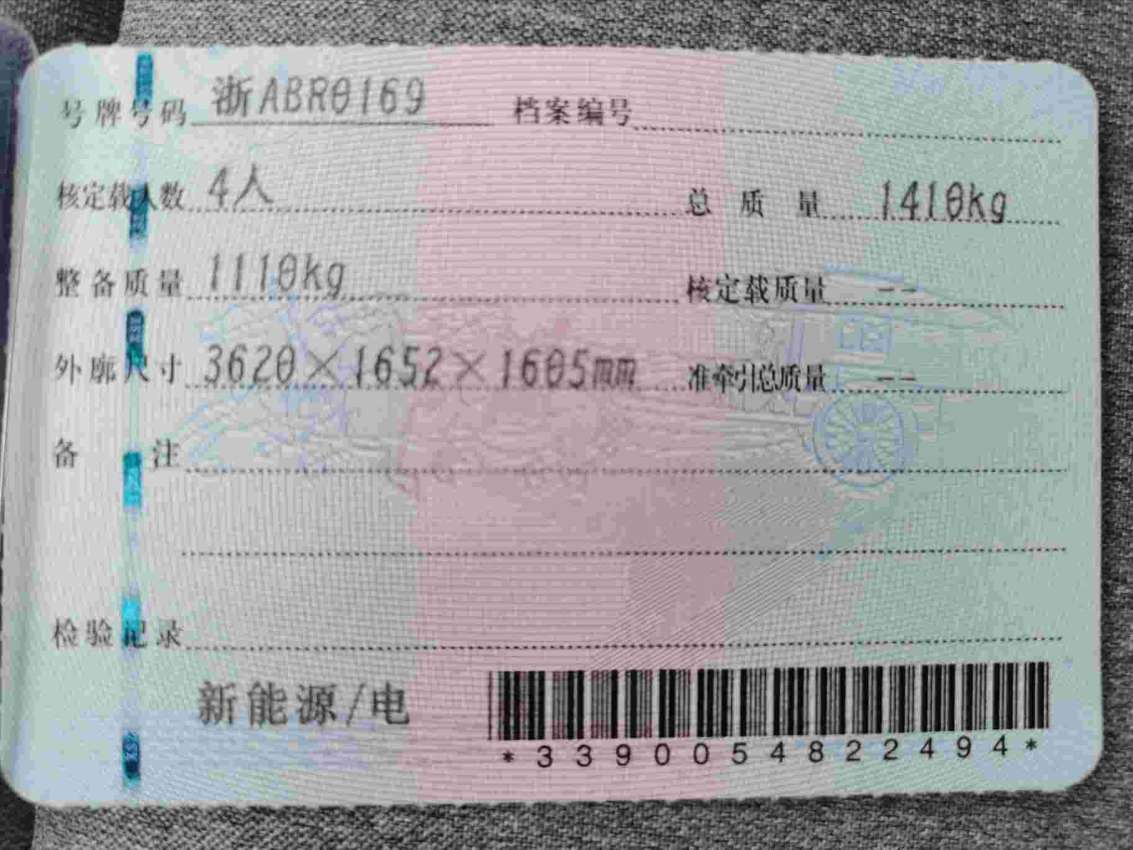 号牌号码 浙ABR0169 档案编号
核定载人数 4人 总质量 1410kg
整备质量 1110kg 核定载质量 --
外廓尺寸 3620×1652×1605mm 准牵引总质量 --
备注
检验记录
新能源/电
*3390054822494*